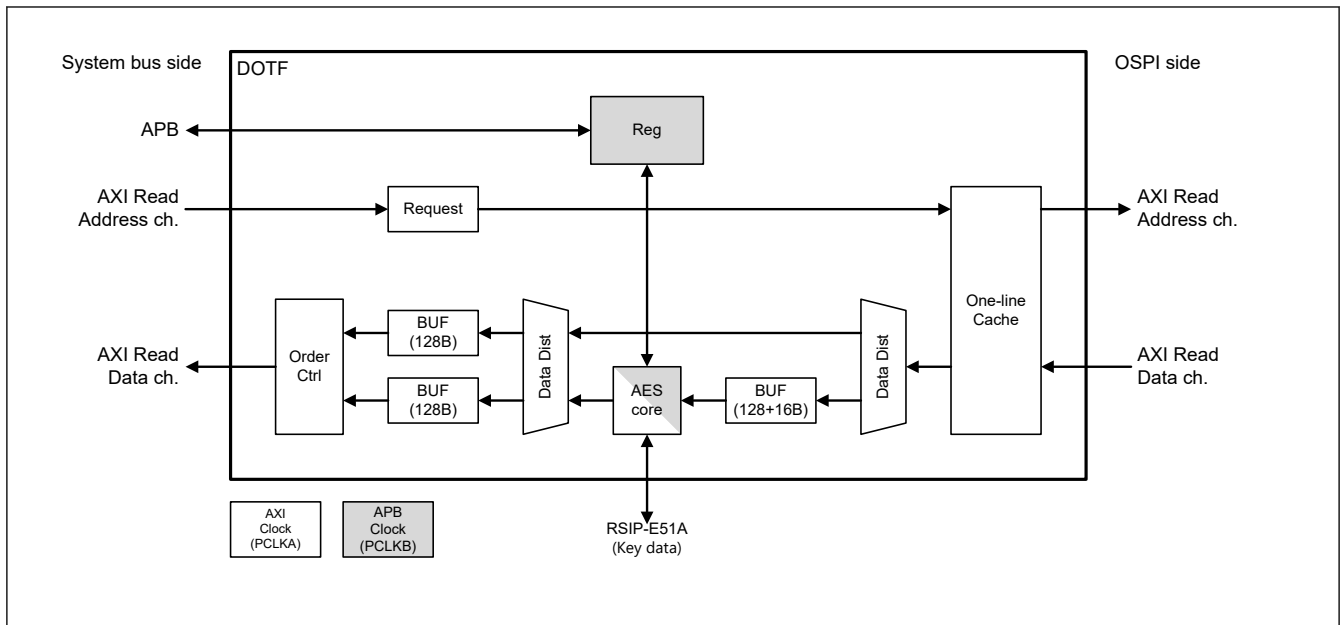 System bus side
DOTF
OSPI side
APB
Reg
AXI Read
Address ch.
Request
AXI Read
Address ch.
One-line
Cache
AXI Read
Data ch.
Order
Ctrl
BUF
(128B)
BUF
(128B)
Data Dist
AES
core
BUF
(128+16B)
Data Dist
AXI Read
Data ch.
AXI
Clock
(PCLKA)
APB
Clock
(PCLKB)
RSIP-E51A
(Key data)